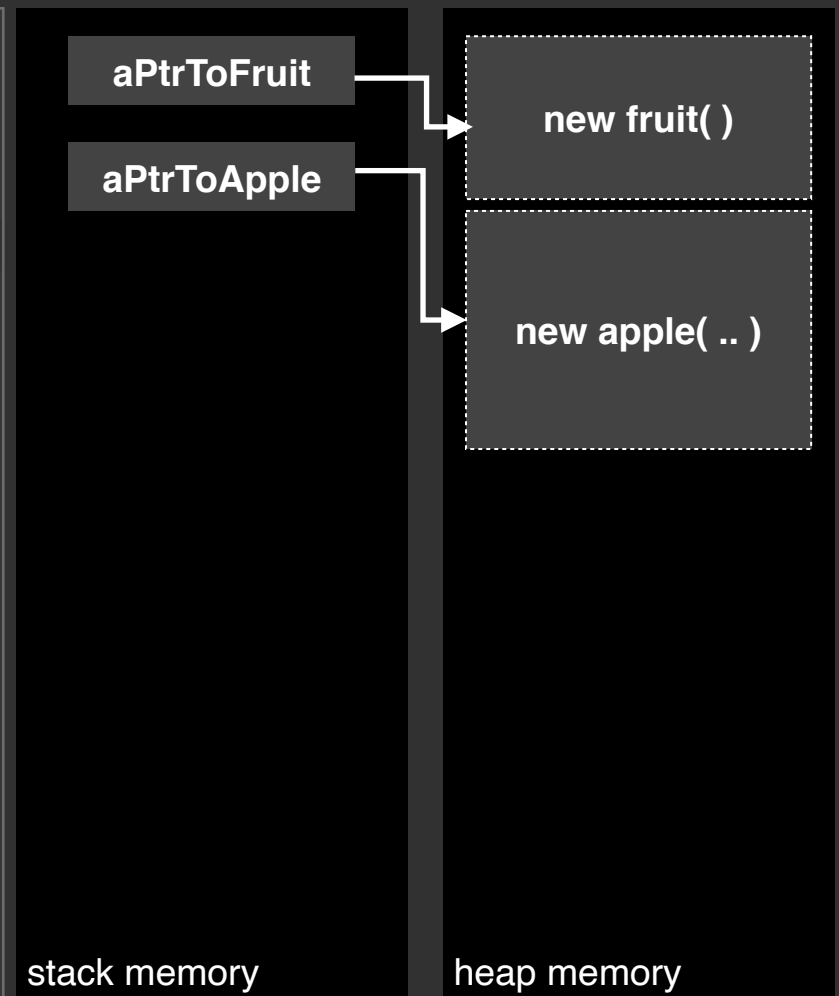 aPtrToFruit
aPtrToApple
new fruit( )
new apple( .. )
stack memory
heap memory